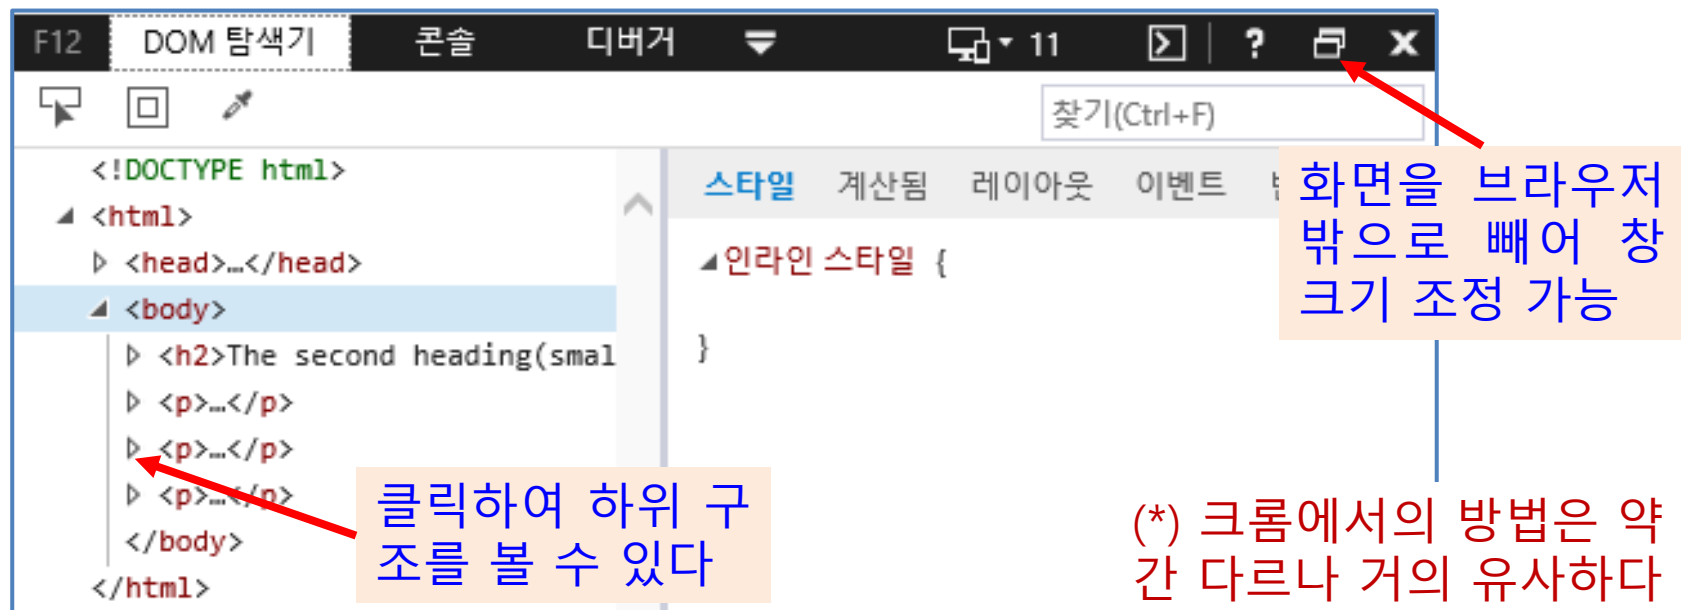 F12 DOM 탐색기 콘솔 디버거 11 ?
찾기(Ctrl+F)
<!DOCTYPE html>
<html>
<head>…</head>
<body>
<h2>The second heading(smal
<p>…</p>
<p>…</p>
<p>…</p>
</body>
</html>
스타일 계산됨 레이아웃 이벤트
인라인 스타일 {
}
화면을 브라우저
밖으로 빼어 창
크기 조정 가능
클릭하여 하위 구
조를 볼 수 있다
(*) 크롬에서의 방법은 약
간 다르나 거의 유사하다